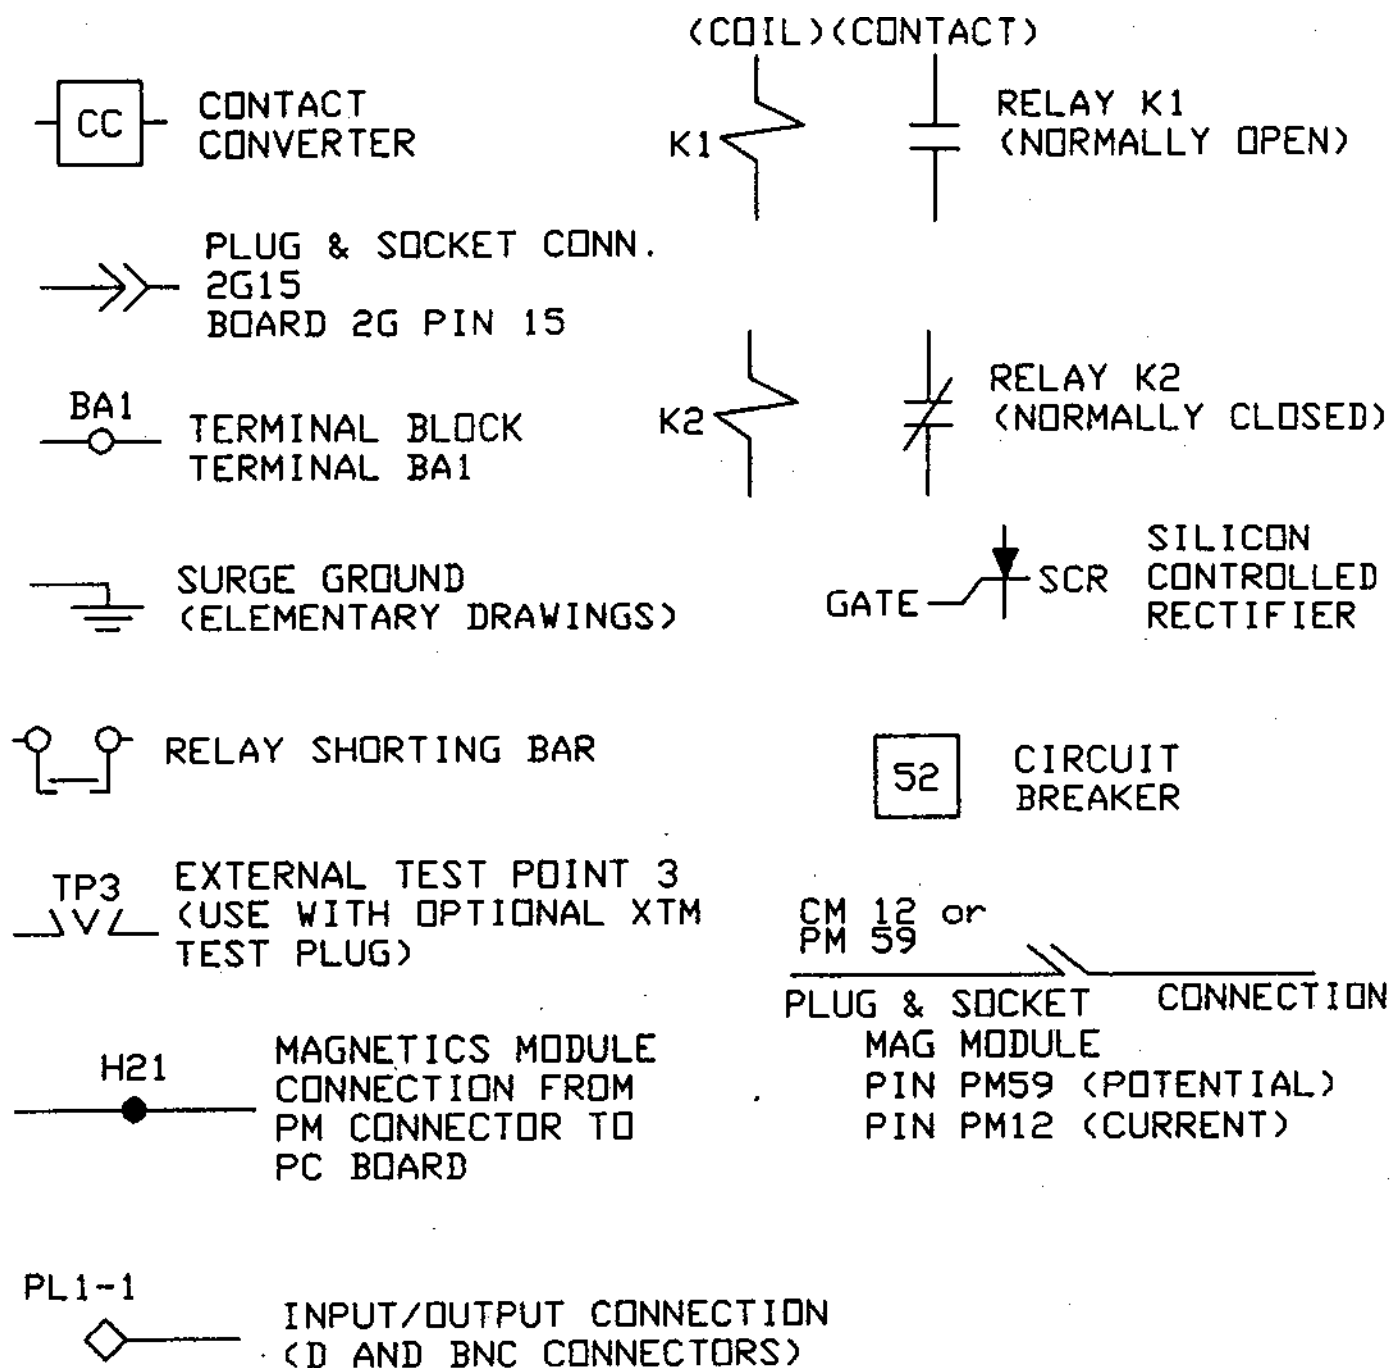 (COIL)(CONTACT)
CC
CONTACT
CONVERTER
K1
RELAY K1
(NORMALLY OPEN)
PLUG & SOCKET CONN.
2G15
BOARD 2G PIN 15
BA1
TERMINAL BLOCK
TERMINAL BA1
K2
RELAY K2
(NORMALLY CLOSED)
SURGE GROUND
(ELEMENTARY DRAWINGS)
GATE
SCR
SILICON
CONTROLLED
RECTIFIER
RELAY SHORTING BAR
52
CIRCUIT
BREAKER
TP3
EXTERNAL TEST POINT 3
(USE WITH OPTIONAL XTM
TEST PLUG)
CM 12 or
PM 59
PLUG & SOCKET CONNECTION
MAG MODULE
PIN PM59 (POTENTIAL)
PIN PM12 (CURRENT)
H21
MAGNETICS MODULE
CONNECTION FROM
PM CONNECTOR TO
PC BOARD
PL1-1
INPUT/OUTPUT CONNECTION
(D AND BNC CONNECTORS)